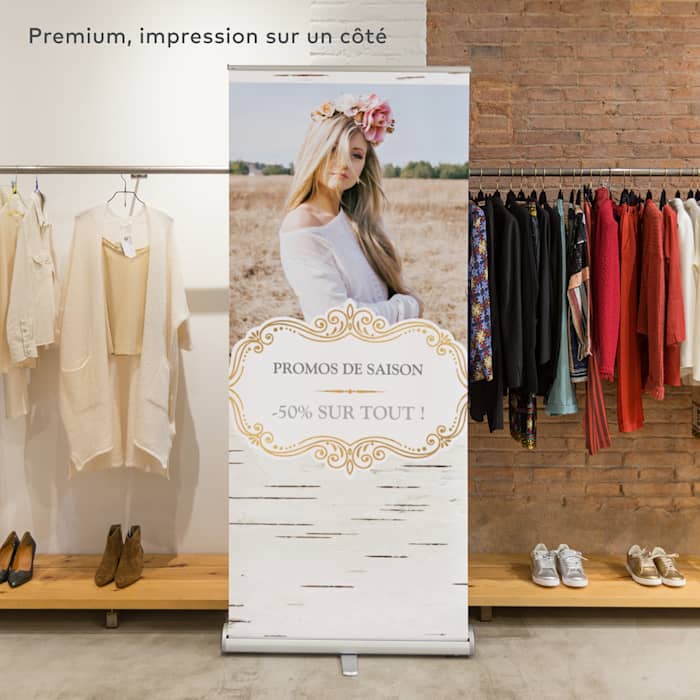 Premium, impression sur un côté
PROMOS DE SAISON
-50% SUR TOUT !